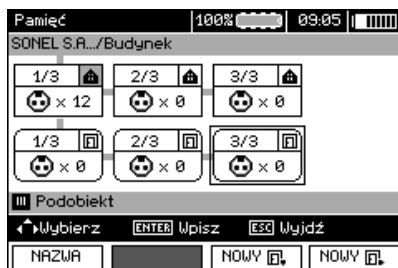 Pamięć 100% 09:05
SONEL S.A.../Budynek
1/3 2/3 3/3
x 12 x 0 x 0
1/3 2/3 3/3
x 0 x 0 x 0
Podobiekt
Wybierz ENTER Wpisz ESC Wyjdź
NAZWA NOWY NOWY